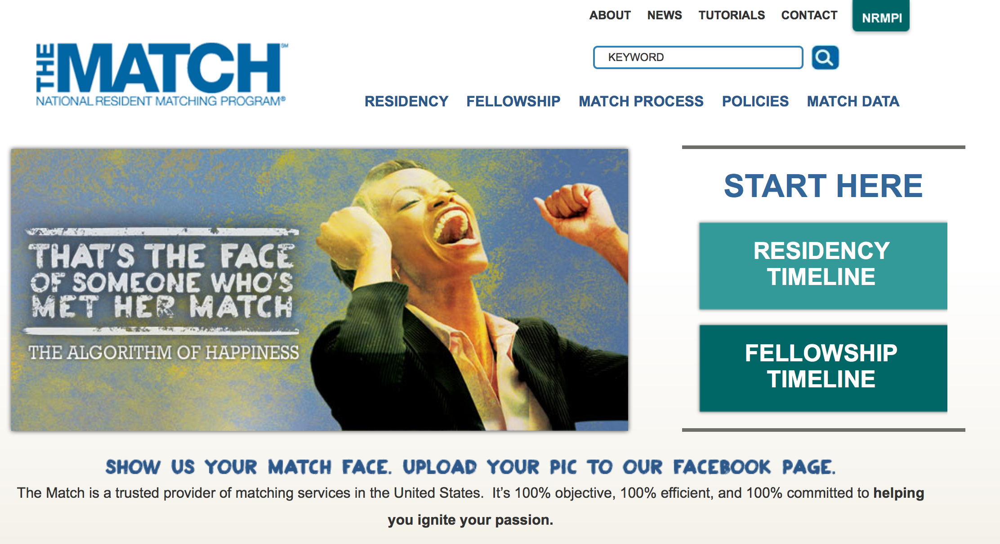 ABOUT NEWS TUTORIALS CONTACT NRMPI
THE MATCH SM
NATIONAL RESIDENT MATCHING PROGRAM®
KEYWORD
RESIDENCY FELLOWSHIP MATCH PROCESS POLICIES MATCH DATA
THAT'S THE FACE
OF SOMEONE WHO'S
MET HER MATCH
THE ALGORITHM OF HAPPINESS
START HERE
RESIDENCY
TIMELINE
FELLOWSHIP
TIMELINE
SHOW US YOUR MATCH FACE. UPLOAD YOUR PIC TO OUR FACEBOOK PAGE.
The Match is a trusted provider of matching services in the United States.  It's 100% objective, 100% efficient, and 100% committed to helping
you ignite your passion.